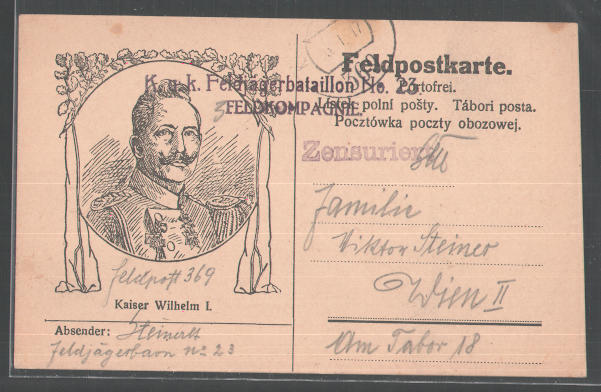 Feldpostkarte.
Portofrei.
Lístek polní pošty. Tábori posta.
Pocztówka poczty obozowej.
K. u. k. Feldjägerbataillon No. 23
3 FELDKOMPAGNIE.
Zensuriert
Familie
Viktor Steiner
Wien II
Am Tabor 18
Feldpost 369
Kaiser Wilhelm I.
Absender:
Feldjägerbaon No 23